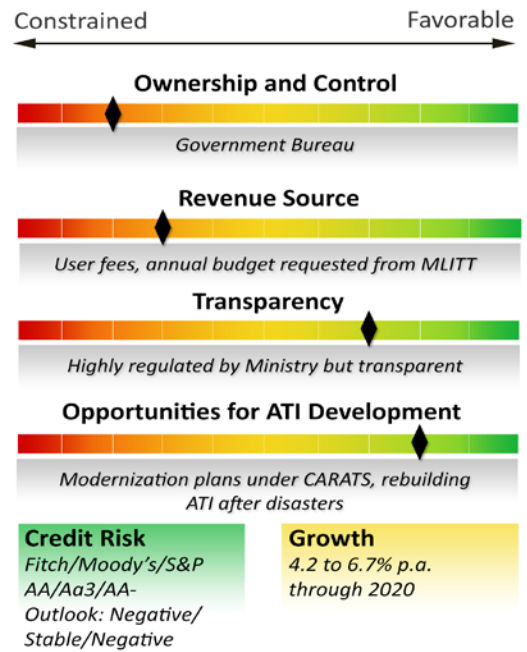 Constrained Favorable
Ownership and Control
Government Bureau
Revenue Source
User fees, annual budget requested from MLITT
Transparency
Highly regulated by Ministry but transparent
Opportunities for ATI Development
Modernization plans under CARATS, rebuilding
ATI after disasters
Credit Risk
Fitch/Moody's/S&P
AA/Aa3/AA-
Outlook: Negative/
Stable/Negative
Growth
4.2 to 6.7% p.a.
through 2020